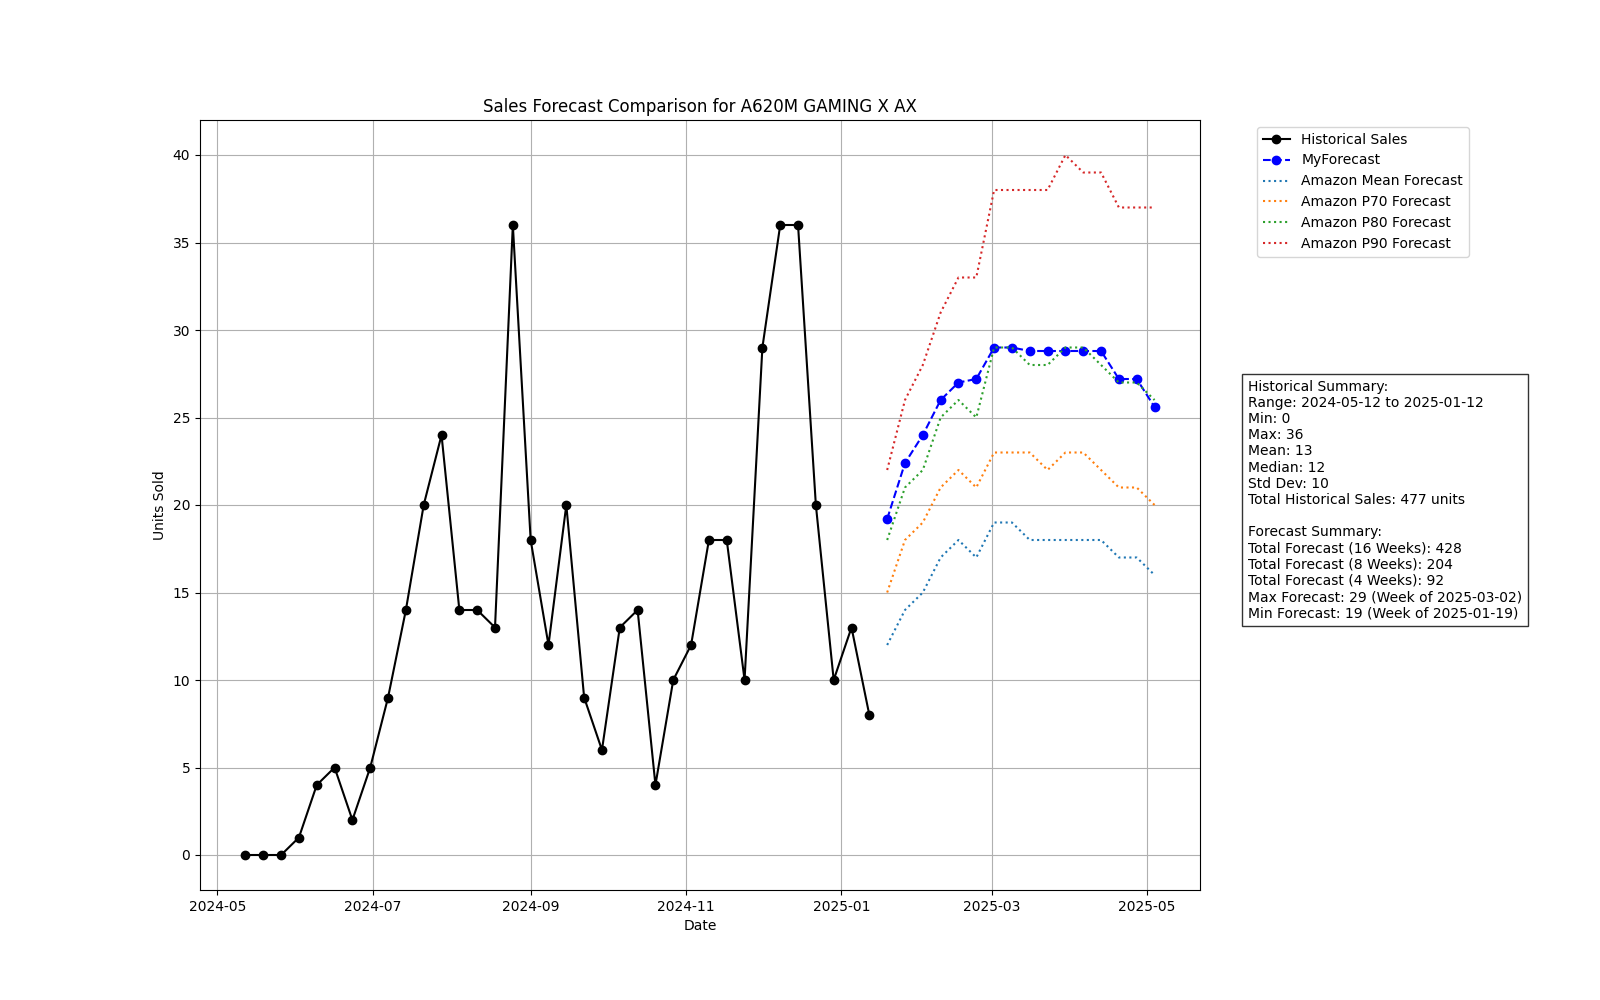 Sales Forecast Comparison for A620M GAMING X AX
Units Sold
40
35
30
25
20
15
10
5
0
2024-05
2024-07
2024-09
2024-11
2025-01
2025-03
2025-05
Date
Historical Sales
MyForecast
Amazon Mean Forecast
Amazon P70 Forecast
Amazon P80 Forecast
Amazon P90 Forecast
Historical Summary:
Range: 2024-05-12 to 2025-01-12
Min: 0
Max: 36
Mean: 13
Median: 12
Std Dev: 10
Total Historical Sales: 477 units
Forecast Summary:
Total Forecast (16 Weeks): 428
Total Forecast (8 Weeks): 204
Total Forecast (4 Weeks): 92
Max Forecast: 29 (Week of 2025-03-02)
Min Forecast: 19 (Week of 2025-01-19)